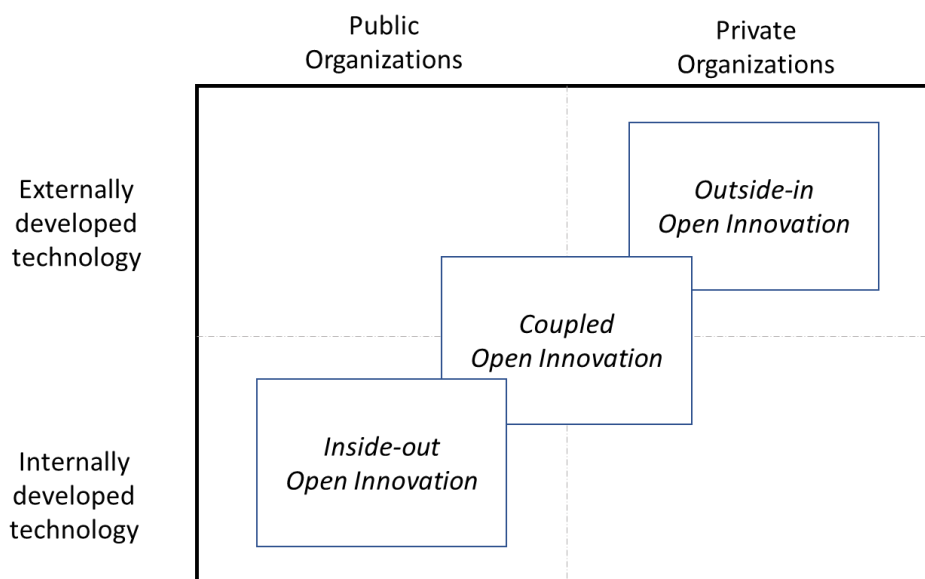 Public
Organizations
Private
Organizations
Externally
developed
technology
Outside-in
Open Innovation
Coupled
Open Innovation
Inside-out
Open Innovation
Internally
developed
technology